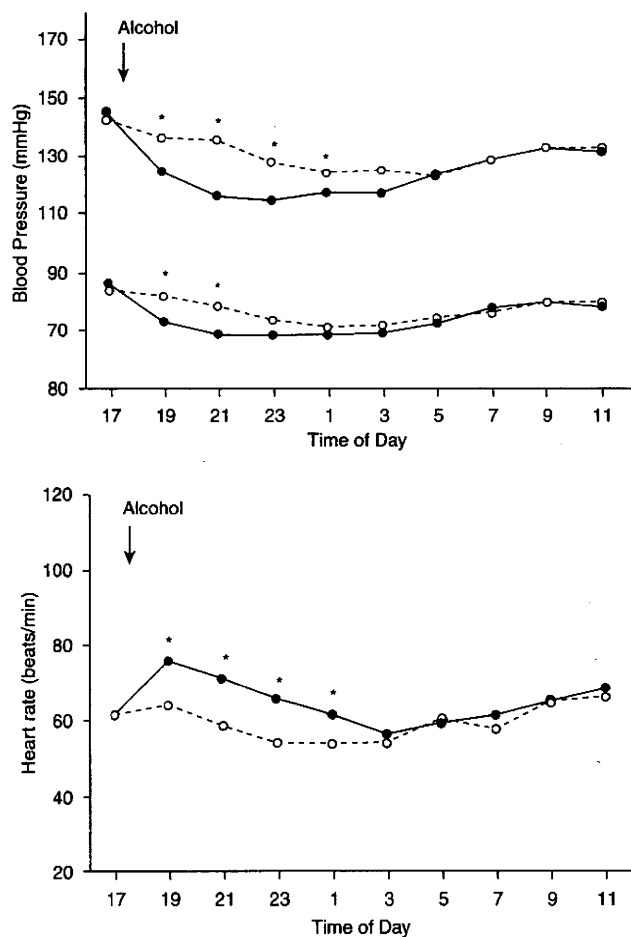 170
Alcohol
150
130
110
90
70
80
Blood Pressure (mmHg)
* * * *
* *
17 19 21 23 1 3 5 7 9 11
Time of Day
120
Alcohol
100
80
60
40
20
Heart rate (beats/min)
* * * *
17 19 21 23 1 3 5 7 9 11
Time of Day